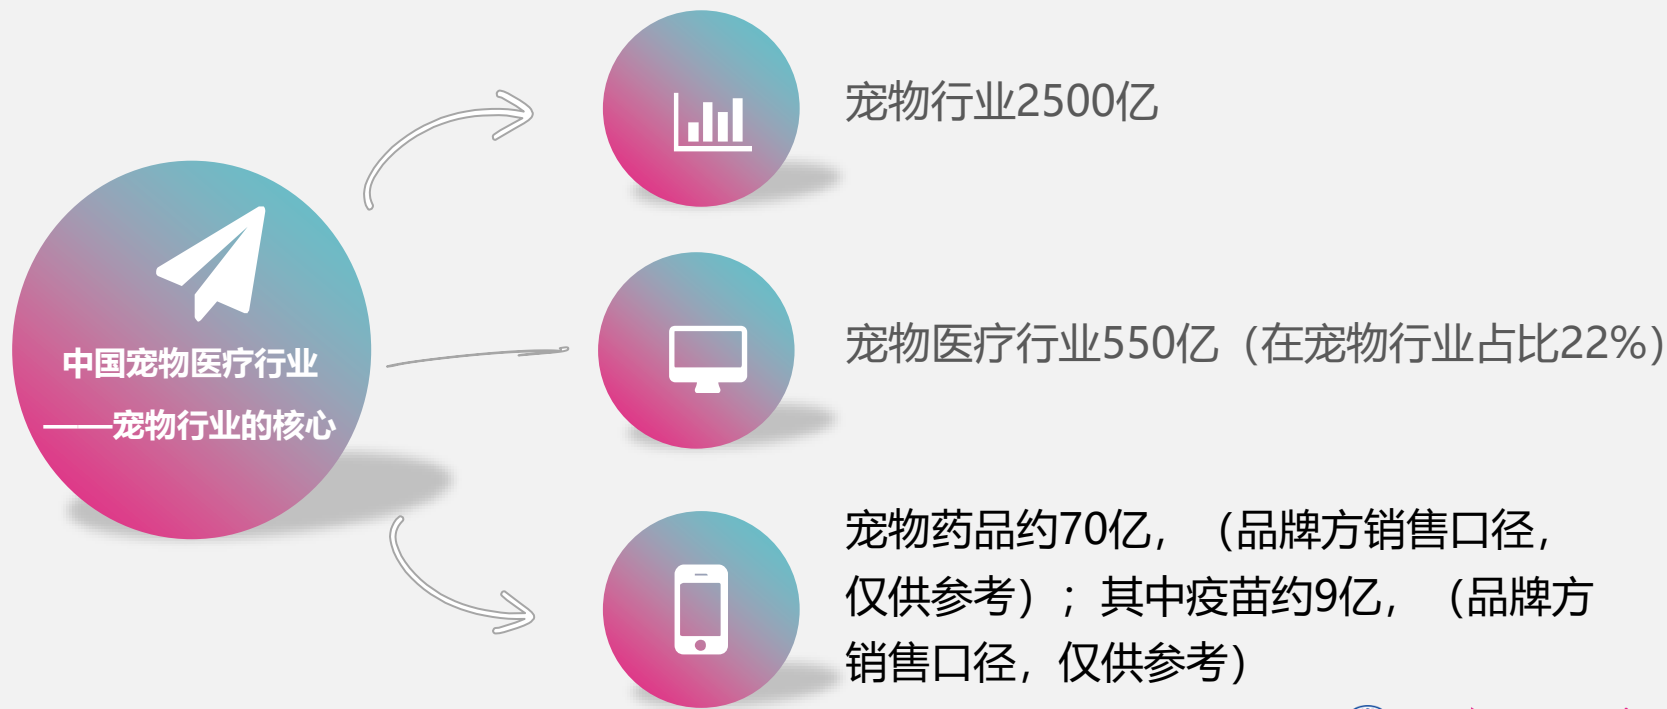 中国宠物医疗行业
——宠物行业的核心
宠物行业2500亿
宠物医疗行业550亿（在宠物行业占比22%）
宠物药品约70亿，（品牌方销售口径，
仅供参考）；其中疫苗约9亿，（品牌方
销售口径，仅供参考）